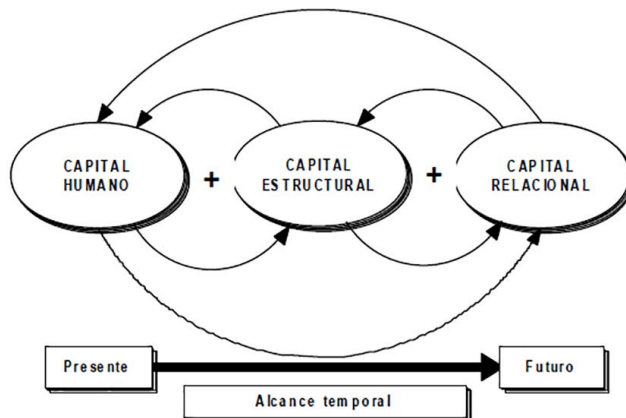 CAPITAL
HUMANO
+
CAPITAL
ESTRUCTURAL
+
CAPITAL
RELACIONAL
Presente
Futuro
Alcance temporal